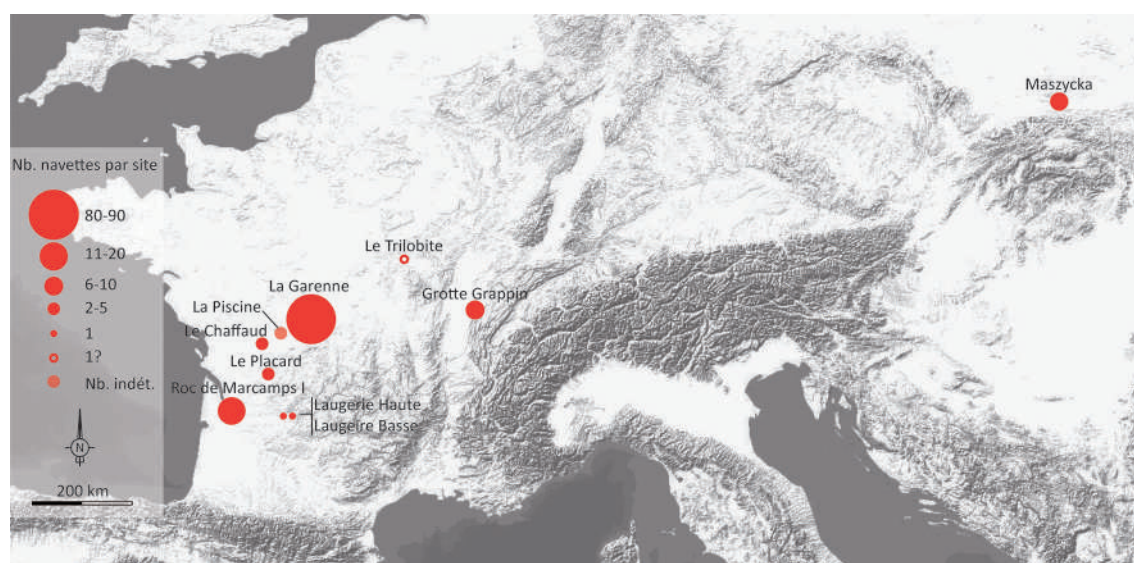 Maszycka
Nb. navettes par site
80-90
11-20
6-10
2-5
1
1?
Nb. indét.
N
200 km
Le Trilobite
La Garenne
La Piscine
Grotte Grappin
Le Chaffaud
Le Placard
Roc de Marcamps I
Laugerie Haute
Laugeire Basse